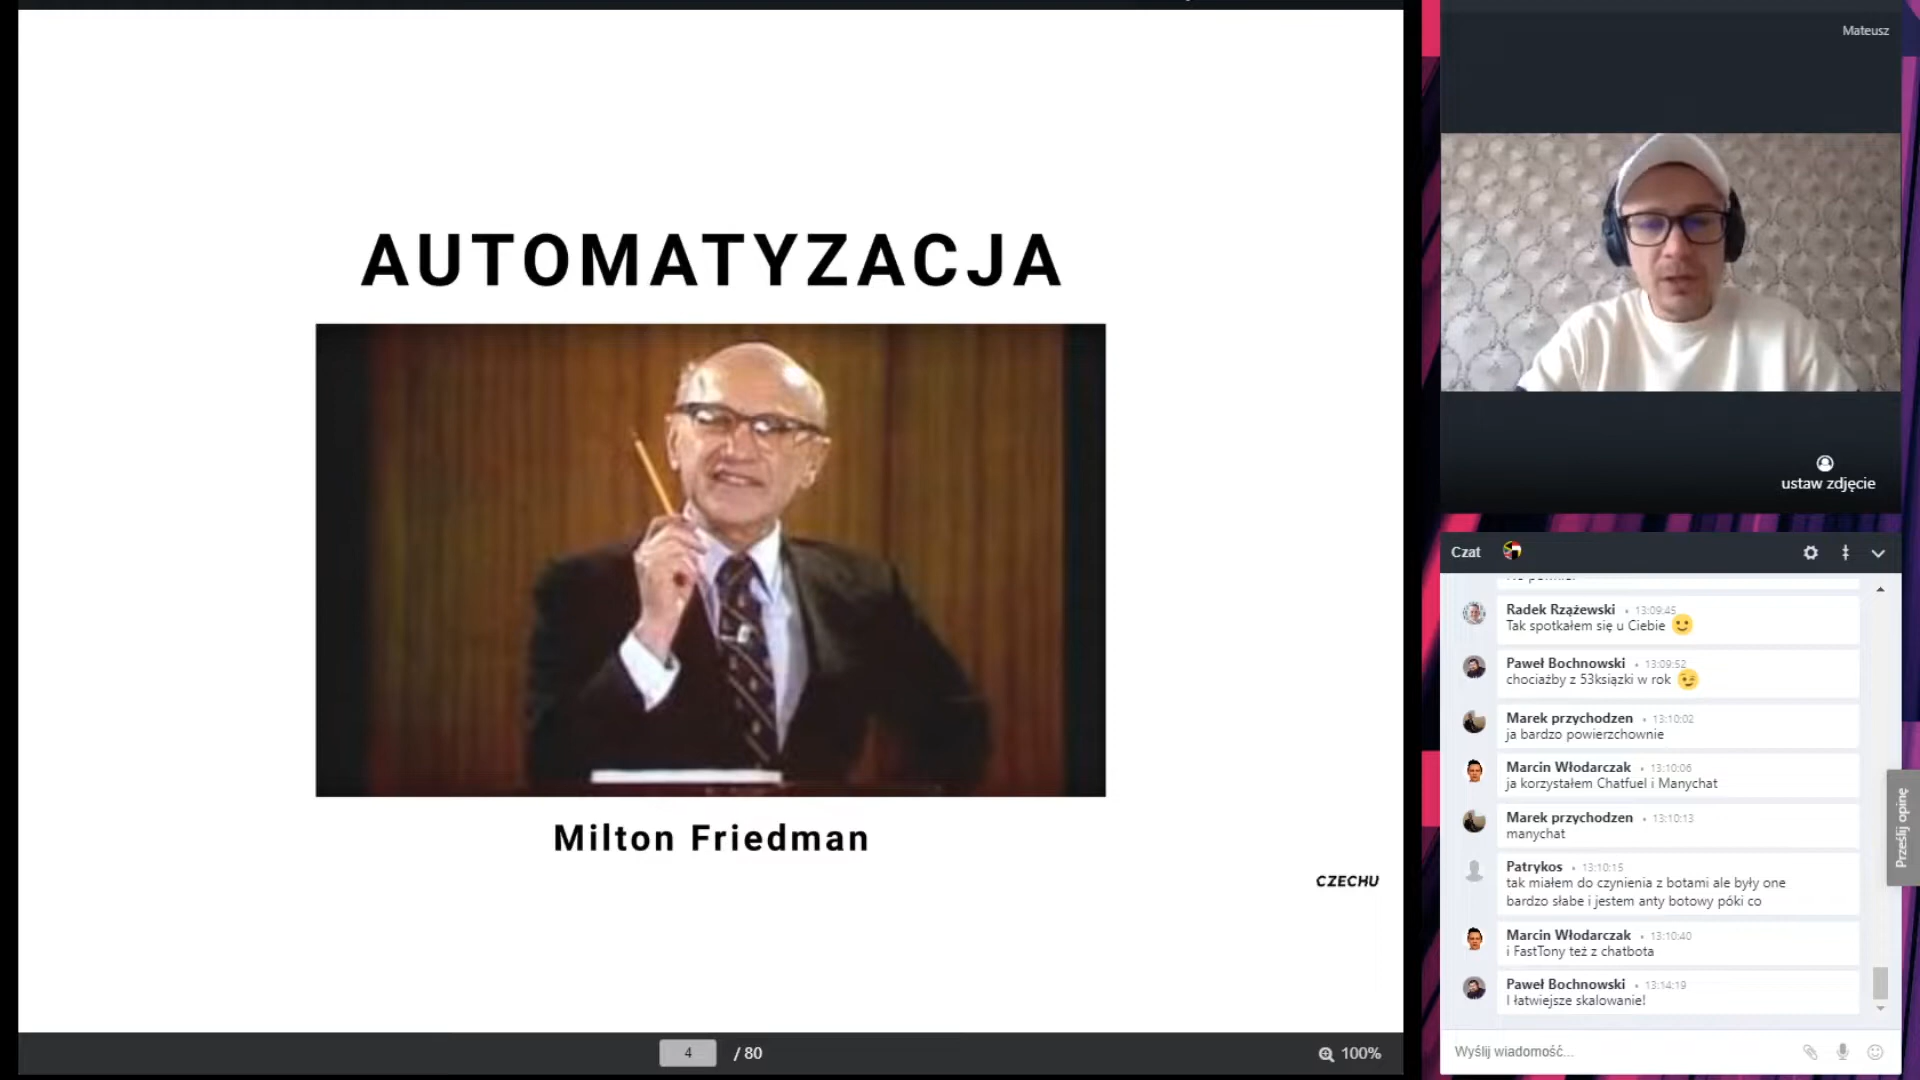 AUTOMATYZACJA
Milton Friedman
CZECHU
4 / 80
100%
Mateusz
ustaw zdjęcie
Czat
Radek Rzążewski • 13:09:45
Tak spotkałem się u Ciebie
Paweł Bochnowski • 13:09:52
chociażby z 53książki w rok
Marek przychodzen • 13:10:02
ja bardzo powierzchownie
Marcin Włodarczak • 13:10:06
ja korzystałem Chatfuel i Manychat
Marek przychodzen • 13:10:13
manychat
Patrykos • 13:10:15
tak miałem do czynienia z botami ale były one
bardzo słabe i jestem anty botowy póki co
Marcin Włodarczak • 13:10:40
i FastTony też z chatbota
Paweł Bochnowski • 13:14:19
I łatwiejsze skalowanie!
Wyślij wiadomość...
Prześlij opinę